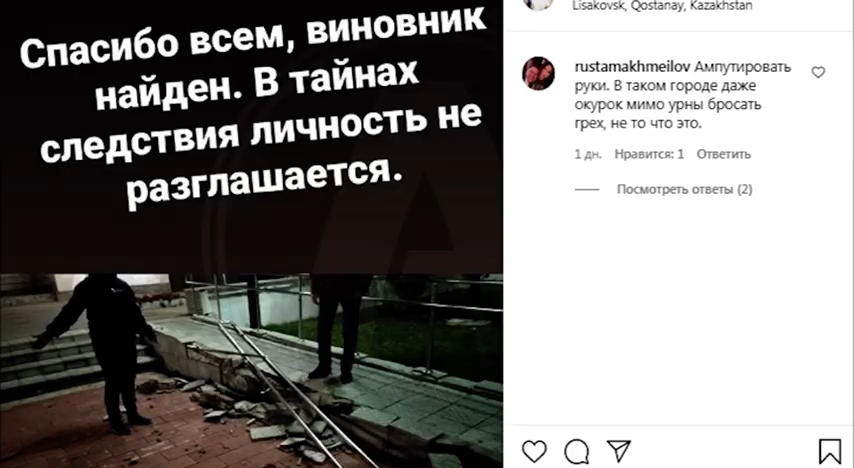 Спасибо всем, виновник
найден. В тайнах
следствия личность не
разглашается.
Lisakovsk, Qostanay, Kazakhstan
rustamakhmeilov Ампутировать
руки. В таком городе даже
окурок мимо урны бросать
грех, не то что это.
1 дн. Нравится: 1 Ответить
Посмотреть ответы (2)